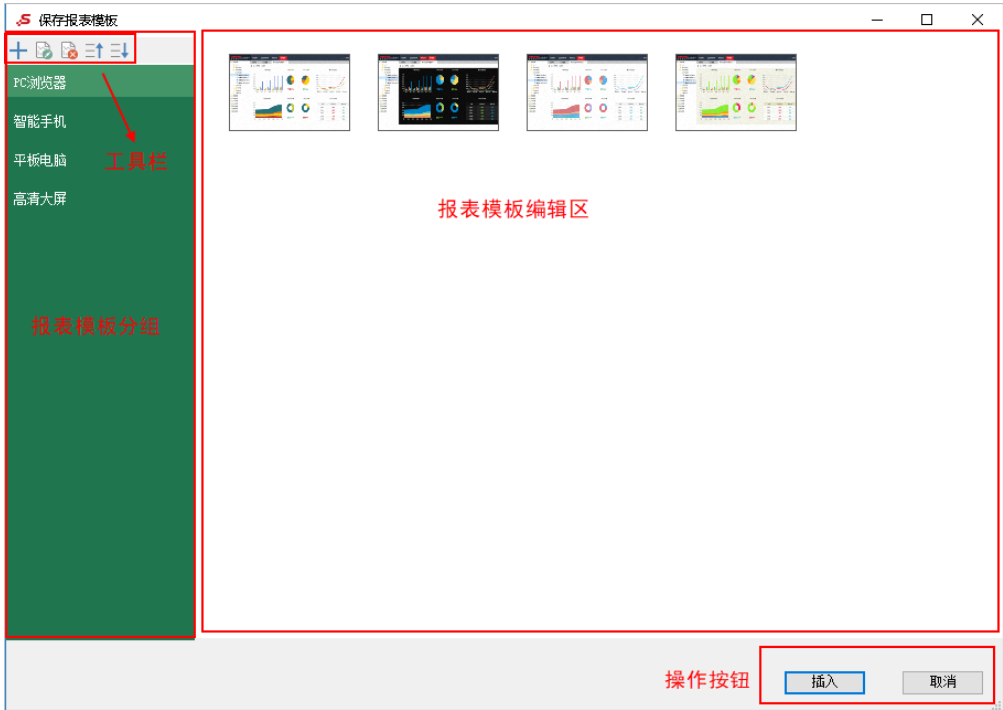 保存报表模板
PC浏览器
智能手机
平板电脑
工具栏
高清大屏
报表模板编辑区
报表模板分组
操作按钮
插入
取消